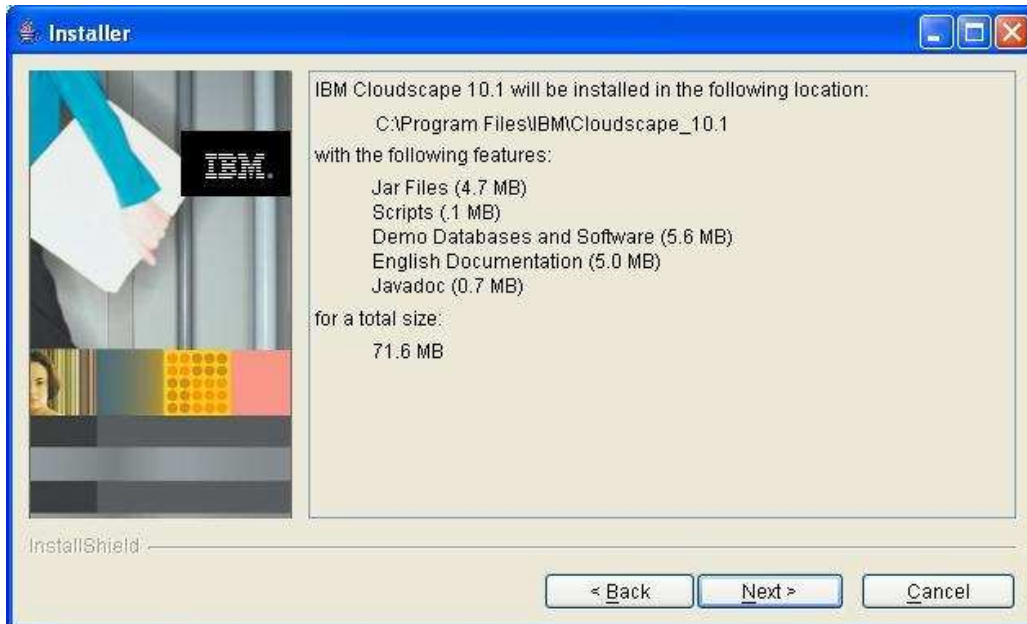 Installer
IBM Cloudscape 10.1 will be installed in the following location:
C:\Program Files\IBM\Cloudscape_10.1
with the following features:
Jar Files (4.7 MB)
Scripts (.1 MB)
Demo Databases and Software (5.6 MB)
English Documentation (5.0 MB)
Javadoc (0.7 MB)
for a total size:
71.6 MB
IBM.
InstallShield
< Back
Next >
Cancel